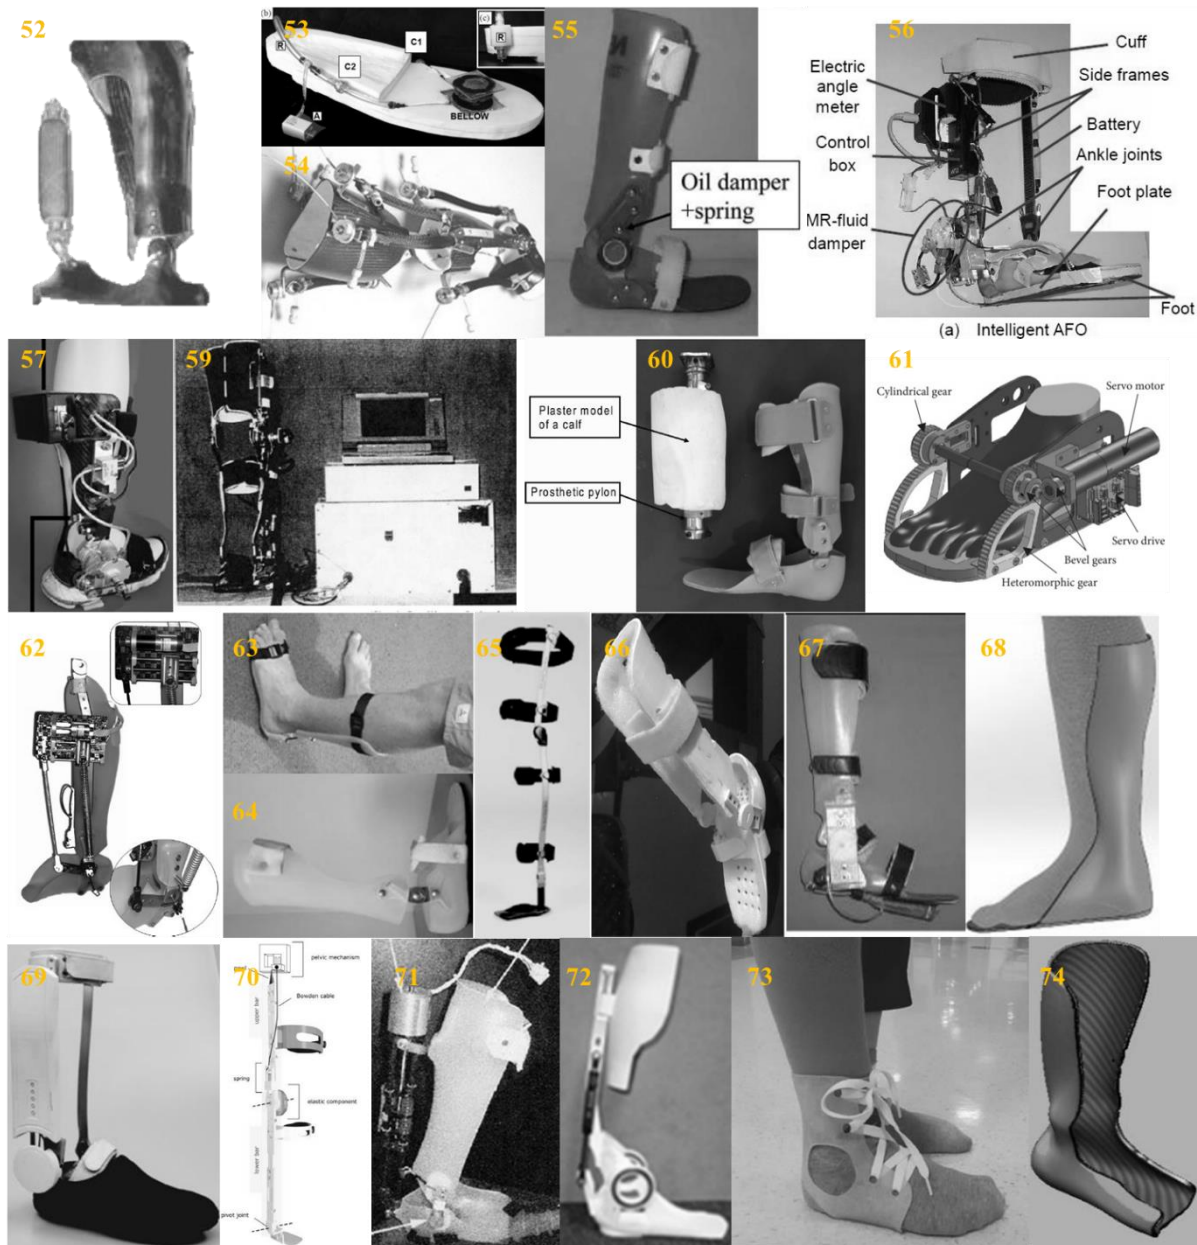 52
(b)
53
R
C1
(c)
R
C2
A
BELLOW
54
55
Oil damper
+spring
56
Cuff
Electric
angle
meter
Side frames
Battery
Control
box
Ankle joints
Foot plate
MR-fluid
damper
Foot
(a) Intelligent AFO
57
59
60
Plaster model
of a calf
Prosthetic pylon
61
Cylindrical gear
Servo motor
Servo drive
Bevel gears
Heteromorphic gear
62
63
64
65
66
67
68
69
70
pelvic mechanism
Bowden cable
upper bar
spring
elastic component
lower bar
pivot joint
71
72
73
74